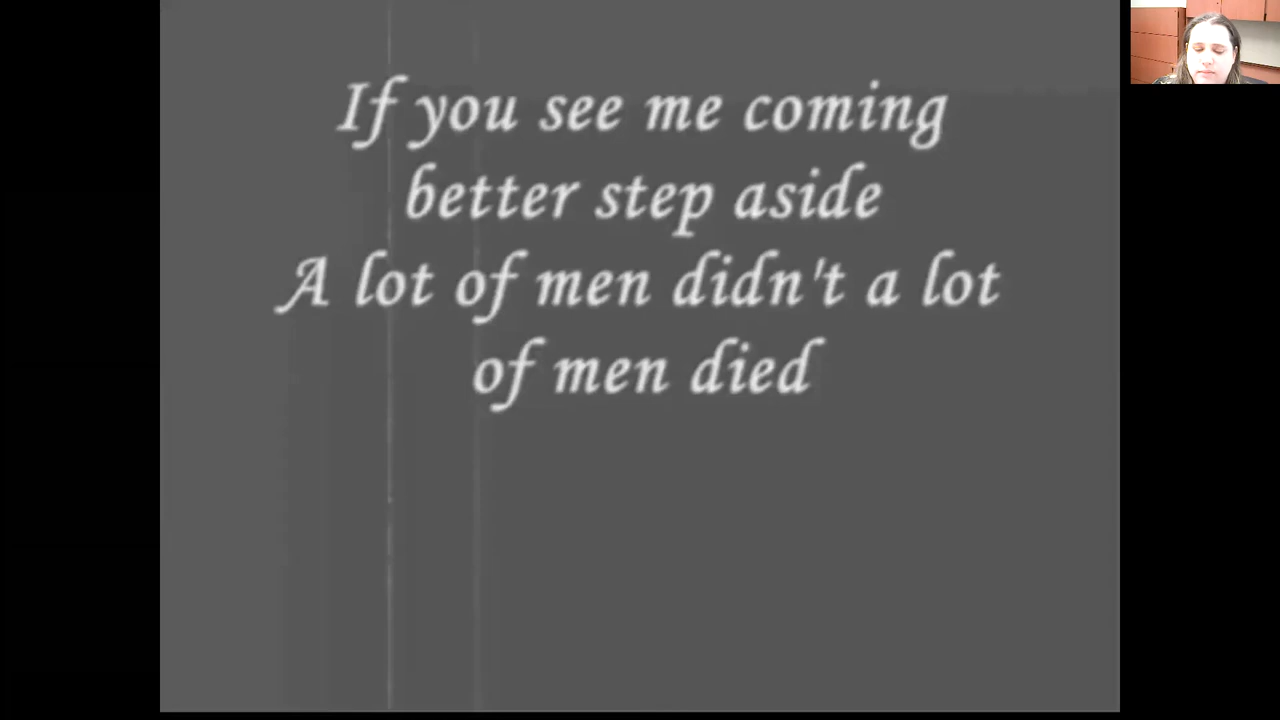 If you see me coming
better step aside
A lot of men didn't a lot
of men died